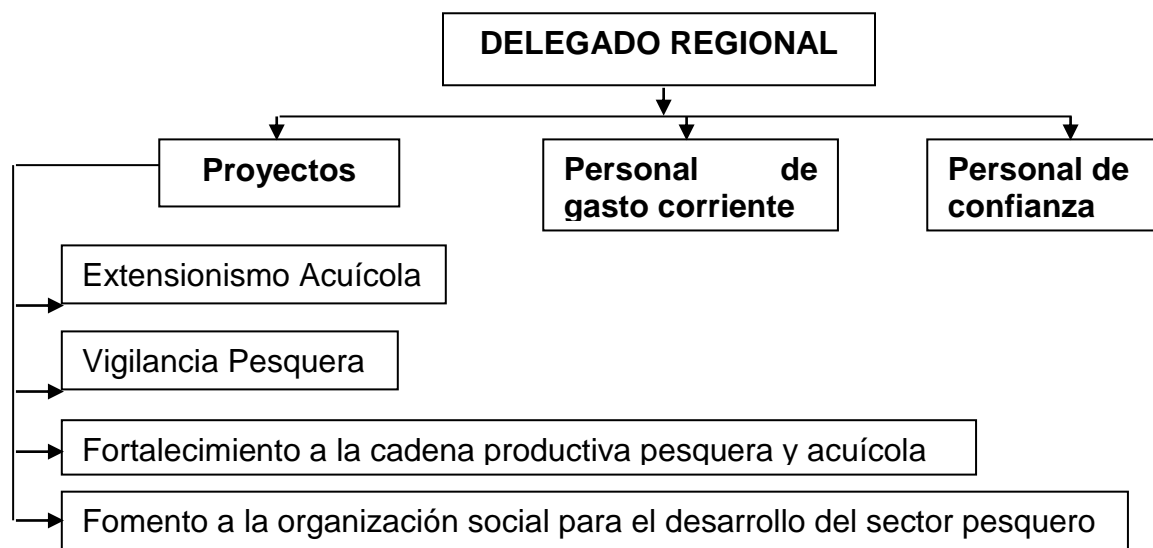 DELEGADO REGIONAL
Proyectos
Personal de
gasto corriente
Personal de
confianza
Extensionismo Acuícola
Vigilancia Pesquera
Fortalecimiento a la cadena productiva pesquera y acuícola
Fomento a la organización social para el desarrollo del sector pesquero